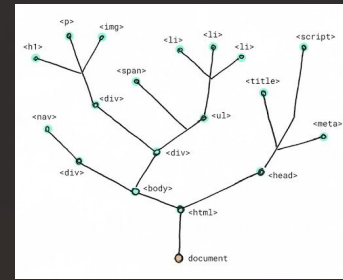 <p>
<img>
<h1>
<li>
<li>
<li>
<script>
<span>
<title>
<div>
<ul>
<nav>
<meta>
<div>
<div>
<head>
<body>
<html>
document